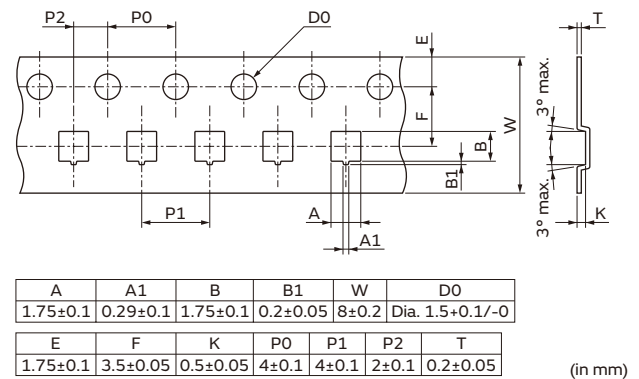 P2 P0 D0 E T
F W 3° max.
B B1
P1 A A1 3° max. K
A A1 B B1 W D0
1.75±0.1 0.29±0.1 1.75±0.1 0.2±0.05 8±0.2 Dia. 1.5+0.1/-0
E F K P0 P1 P2 T
1.75±0.1 3.5±0.05 0.5±0.05 4±0.1 4±0.1 2±0.1 0.2±0.05
(in mm)